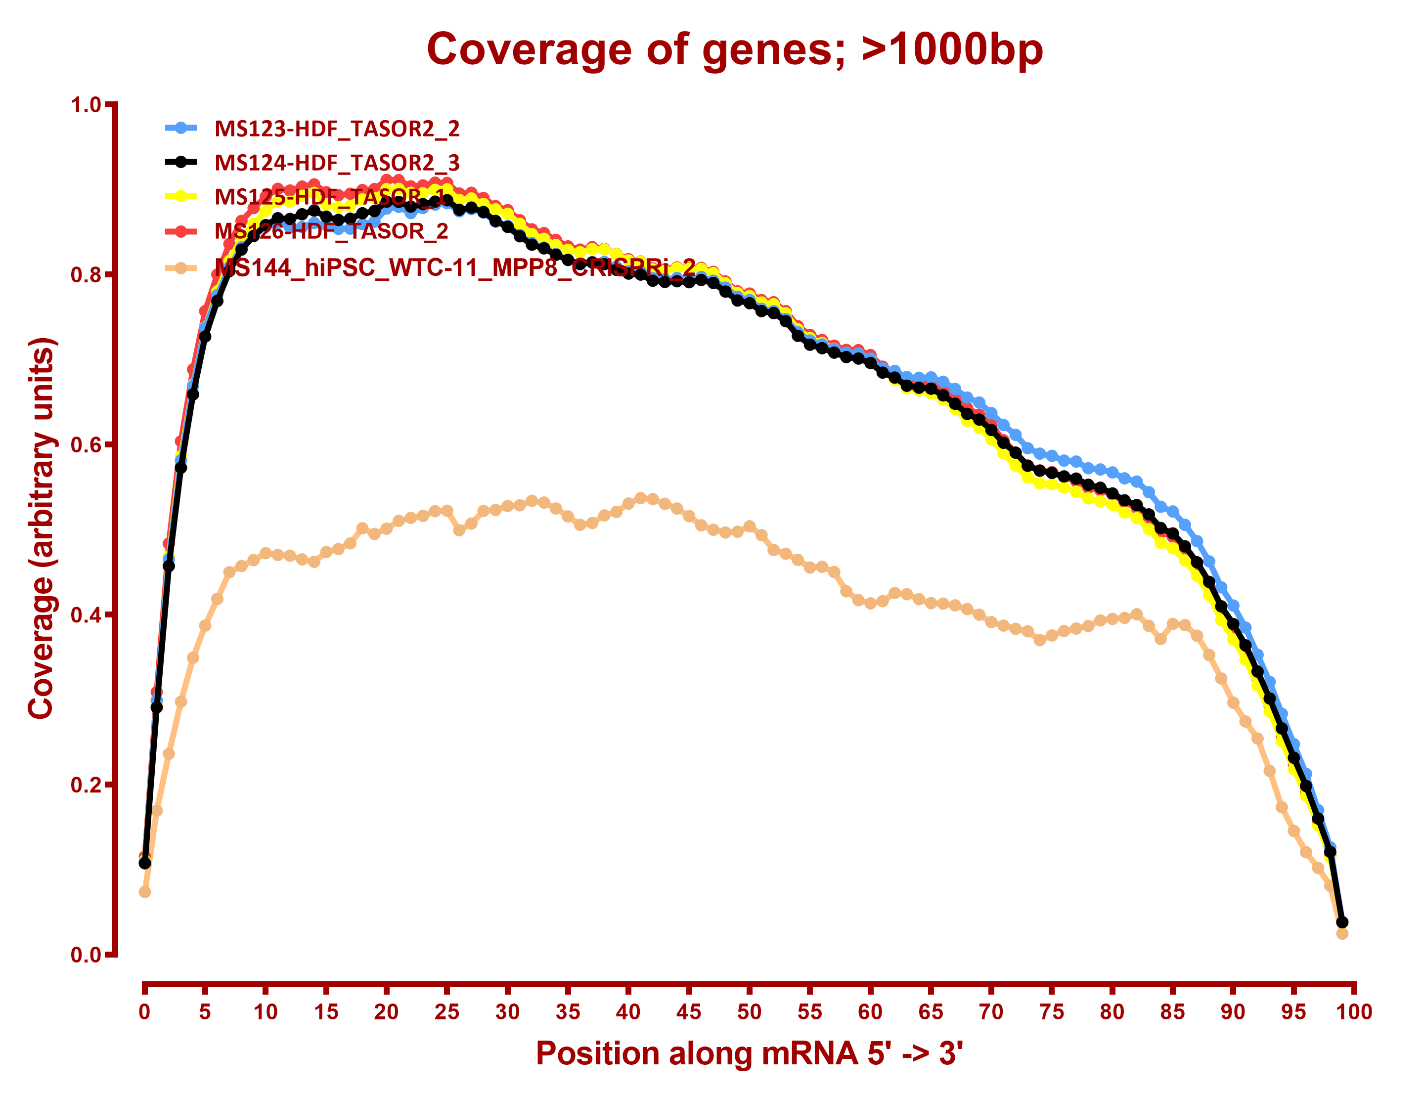 Coverage of genes; >1000bp
1.0
MS123-HDF_TASOR2_2
MS124-HDF_TASOR2_3
MS125-HDF_TASOR_1
MS126-HDF_TASOR_2
MS144_hiPSC_WTC-11_MPP8_CRISPRi_2
0.8
0.6
0.4
0.2
0.0
Coverage (arbitrary units)
0 5 10 15 20 25 30 35 40 45 50 55 60 65 70 75 80 85 90 95 100
Position along mRNA 5' -> 3'